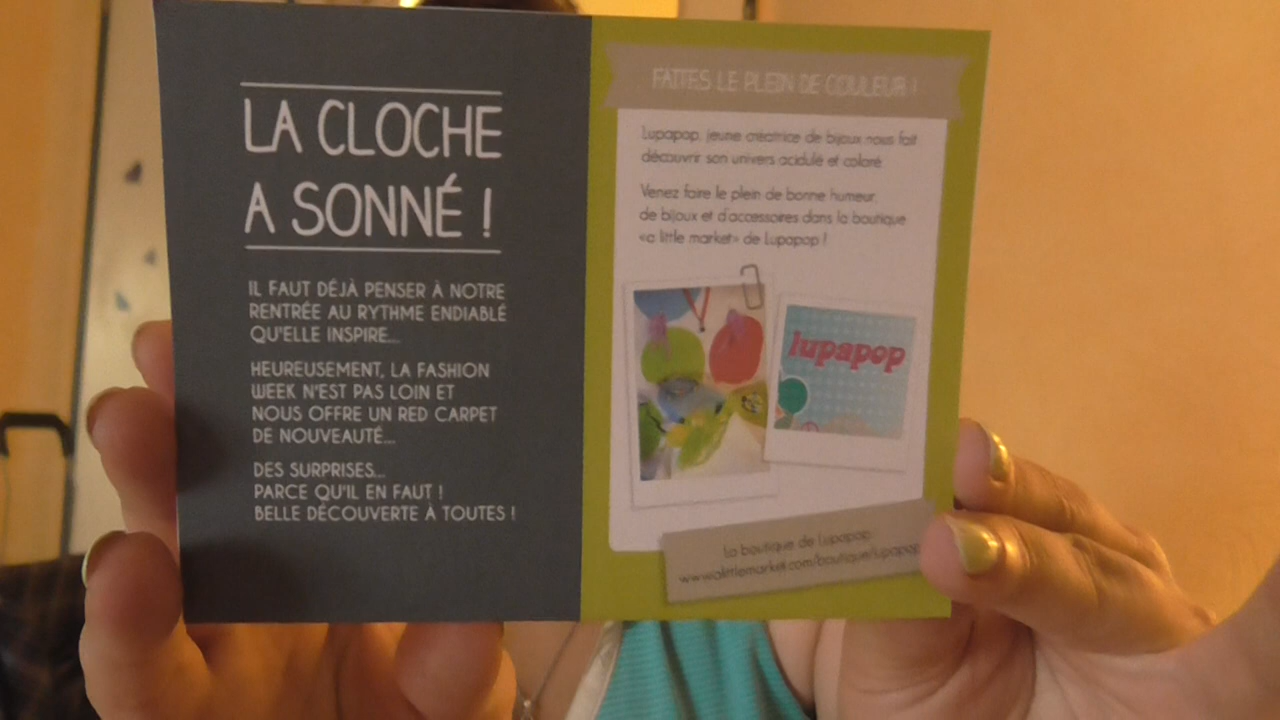 LA CLOCHE
A SONNÉ !
IL FAUT DÉJÀ PENSER À NOTRE
RENTRÉE AU RYTHME ENDIABLÉ
QU'ELLE INSPIRE...
HEUREUSEMENT, LA FASHION
WEEK N'EST PAS LOIN ET
NOUS OFFRE UN RED CARPET
DE NOUVEAUTÉ...
DES SURPRISES...
PARCE QU'IL EN FAUT !
BELLE DÉCOUVERTE À TOUTES !
FAITES LE PLEIN DE COULEUR !
Lupapop, jeune créatrice de bijoux nous fait
découvrir son univers acidulé et coloré.
Venez faire le plein de bonne humeur,
de bijoux et d'accessoires dans la boutique
«a little market» de Lupapop !
lupapop
La boutique de Lupapop
www.alittlemarket.com/boutique/lupapop